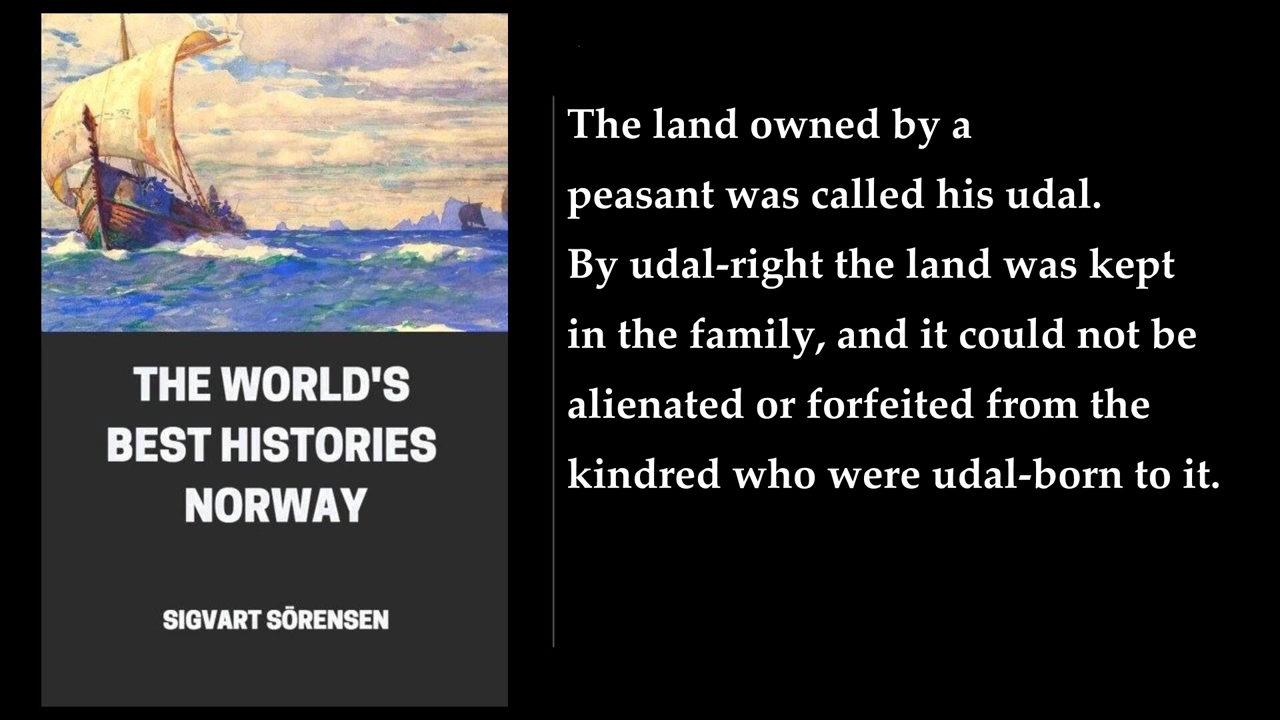 THE WORLD'S
BEST HISTORIES
NORWAY
SIGVART SÖRENSEN
The land owned by a
peasant was called his udal.
By udal-right the land was kept
in the family, and it could not be
alienated or forfeited from the
kindred who were udal-born to it.